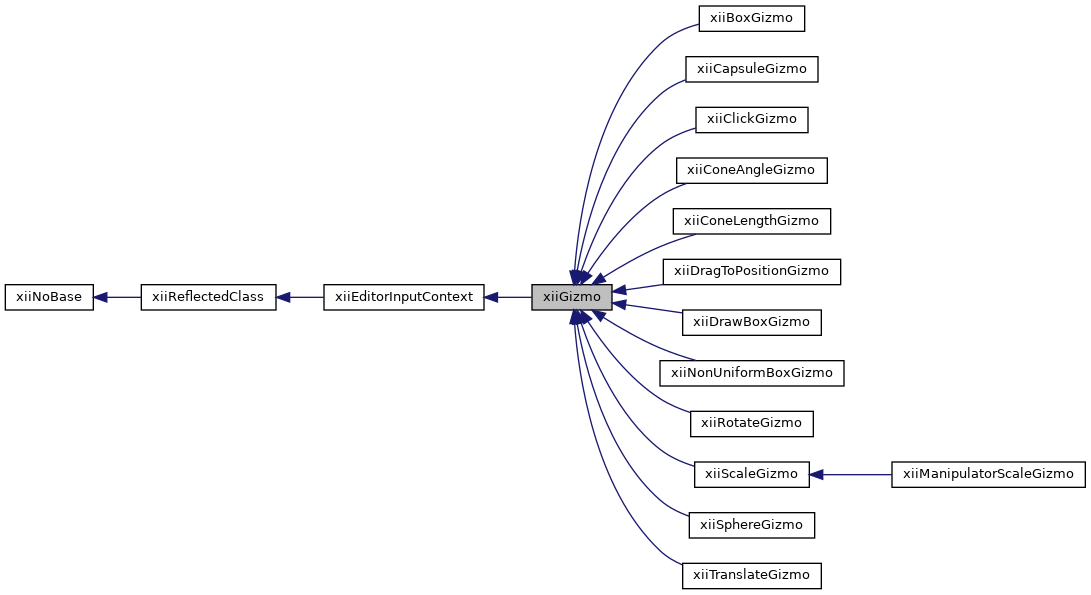 xiiBoxGizmo
xiiCapsuleGizmo
xiiClickGizmo
xiiConeAngleGizmo
xiiConeLengthGizmo
xiiDragToPositionGizmo
xiiNoBase
xiiReflectedClass
xiiEditorInputContext
xiiGizmo
xiiDrawBoxGizmo
xiiNonUniformBoxGizmo
xiiRotateGizmo
xiiScaleGizmo
xiiManipulatorScaleGizmo
xiiSphereGizmo
xiiTranslateGizmo